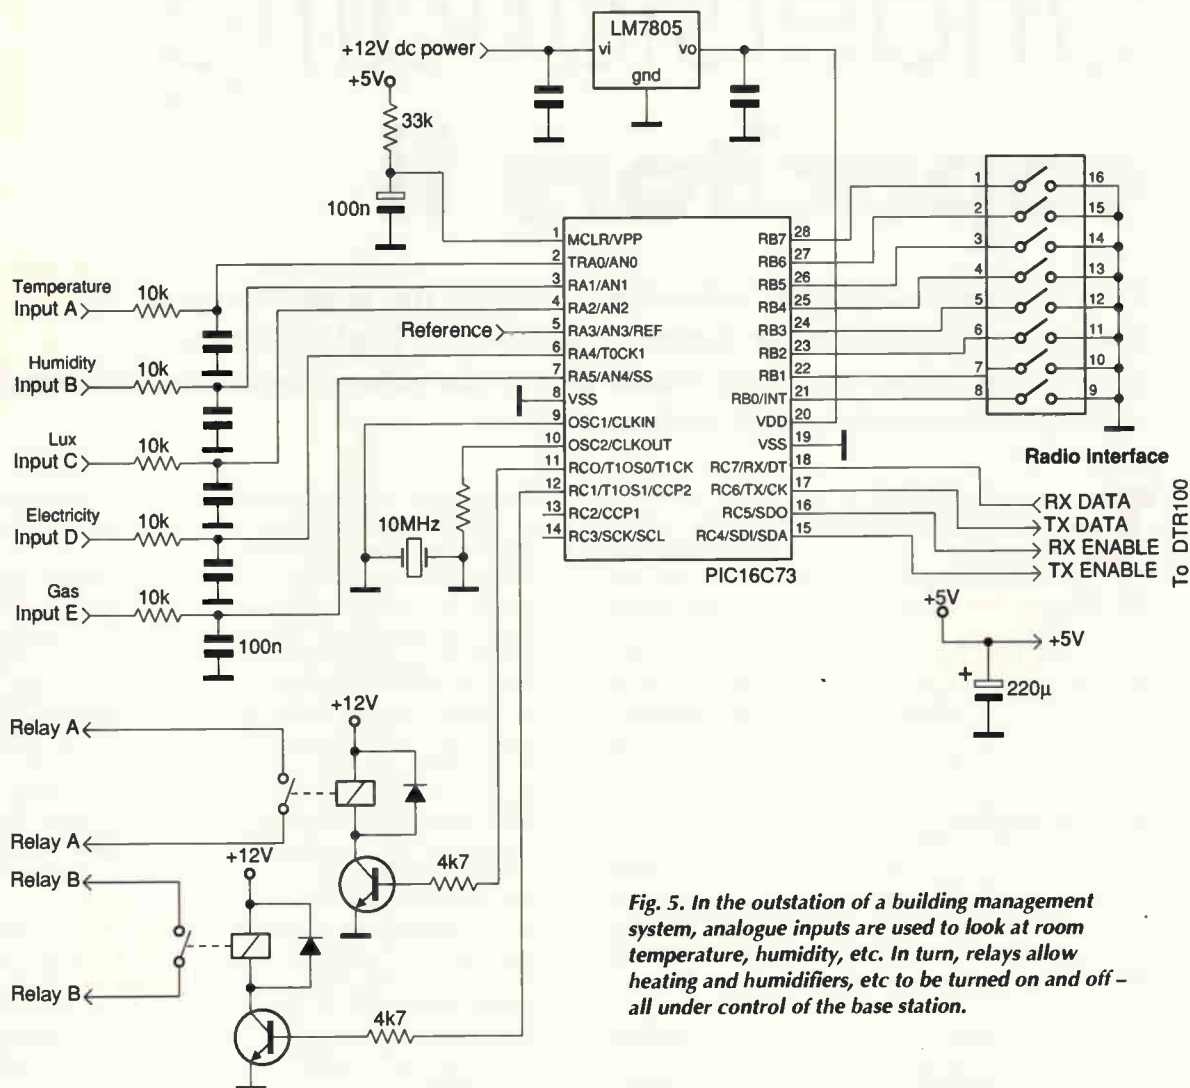 LM7805
+12V dc power
vi
vo
gnd
+5V
33k
100n
1
MCLR/VPP
2
TRA0/AN0
3
RA1/AN1
4
RA2/AN2
5
RA3/AN3/REF
6
RA4/T0CK1
7
RA5/AN4/SS
8
VSS
9
OSC1/CLKIN
10
OSC2/CLKOUT
11
RC0/T1OS0/T1CK
12
RC1/T1OS1/CCP2
13
RC2/CCP1
14
RC3/SCK/SCL
RB7
28
RB6
27
RB5
26
RB4
25
RB3
24
RB2
23
RB1
22
RB0/INT
21
VDD
20
VSS
19
RC7/RX/DT
18
RC6/TX/CK
17
RC5/SDO
16
RC4/SDI/SDA
15
PIC16C73
1
16
2
15
3
14
4
13
5
12
6
11
7
10
8
9
Temperature
Input A
10k
Humidity
Input B
10k
Lux
Input C
10k
Electricity
Input D
10k
Gas
Input E
10k
100n
Reference
10MHz
Radio interface
RX DATA
TX DATA
RX ENABLE
TX ENABLE
To DTR100
+5V
+5V
+
220µ
Relay A
Relay A
+12V
4k7
Relay B
Relay B
+12V
4k7
Fig. 5. In the outstation of a building management
system, analogue inputs are used to look at room
temperature, humidity, etc. In turn, relays allow
heating and humidifiers, etc to be turned on and off –
all under control of the base station.